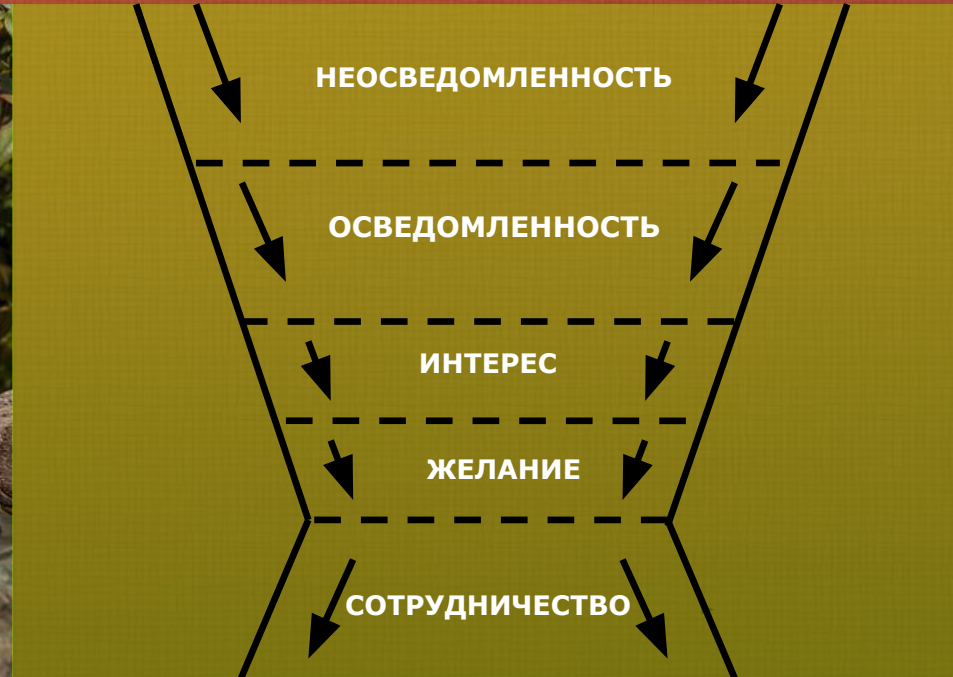 НЕОСВЕДОМЛЕННОСТЬ
ОСВЕДОМЛЕННОСТЬ
ИНТЕРЕС
ЖЕЛАНИЕ
СОТРУДНИЧЕСТВО